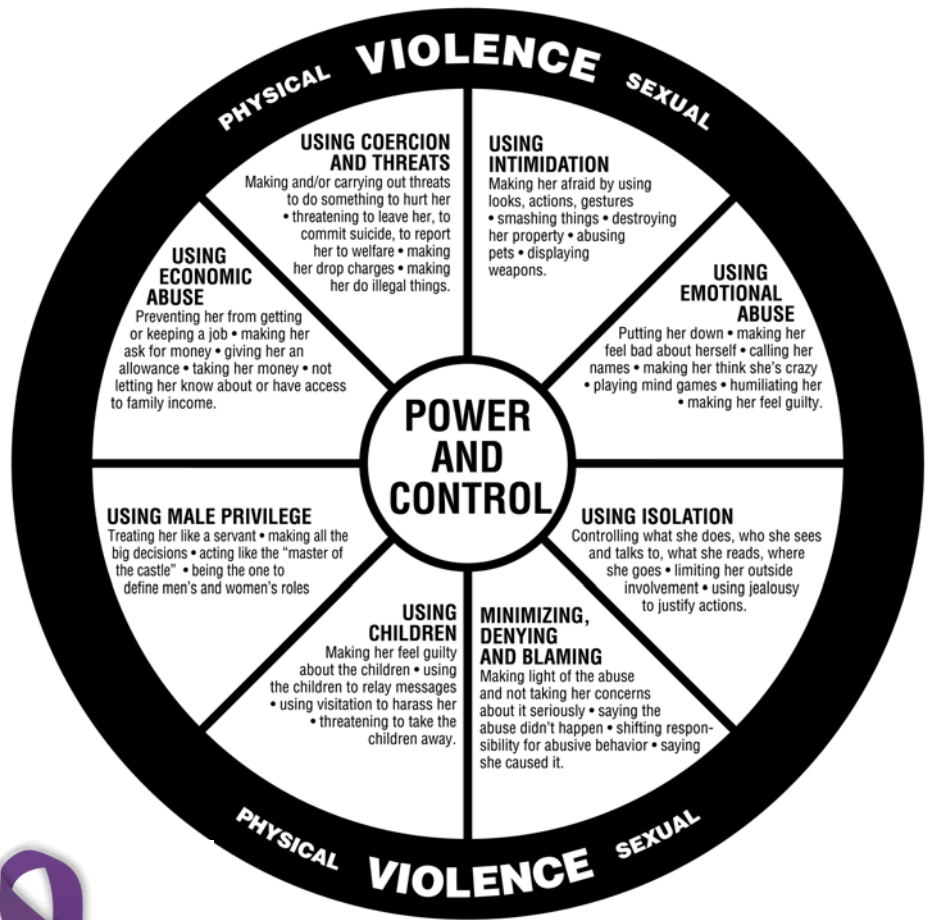 PHYSICAL VIOLENCE SEXUAL
USING COERCION
AND THREATS
Making and/or carrying out threats
to do something to hurt her
• threatening to leave her, to
commit suicide, to report
her to welfare • making
her drop charges • making
her do illegal things.
USING
INTIMIDATION
Making her afraid by using
looks, actions, gestures
• smashing things • destroying
her property • abusing
pets • displaying
weapons.
USING
ECONOMIC
ABUSE
Preventing her from getting
or keeping a job • making her
ask for money • giving her an
allowance • taking her money • not
letting her know about or have access
to family income.
USING
EMOTIONAL
ABUSE
Putting her down • making her
feel bad about herself • calling her
names • making her think she's crazy
• playing mind games • humiliating her
• making her feel guilty.
POWER
AND
CONTROL
USING MALE PRIVILEGE
Treating her like a servant • making all the
big decisions • acting like the “master of
the castle” • being the one to
define men's and women's roles
USING ISOLATION
Controlling what she does, who she sees
and talks to, what she reads, where
she goes • limiting her outside
involvement • using jealousy
to justify actions.
USING
CHILDREN
Making her feel guilty
about the children • using
the children to relay messages
• using visitation to harass her
• threatening to take the
children away.
MINIMIZING,
DENYING
AND BLAMING
Making light of the abuse
and not taking her concerns
about it seriously • saying the
abuse didn't happen • shifting respon-
sibility for abusive behavior • saying
she caused it.
PHYSICAL VIOLENCE SEXUAL